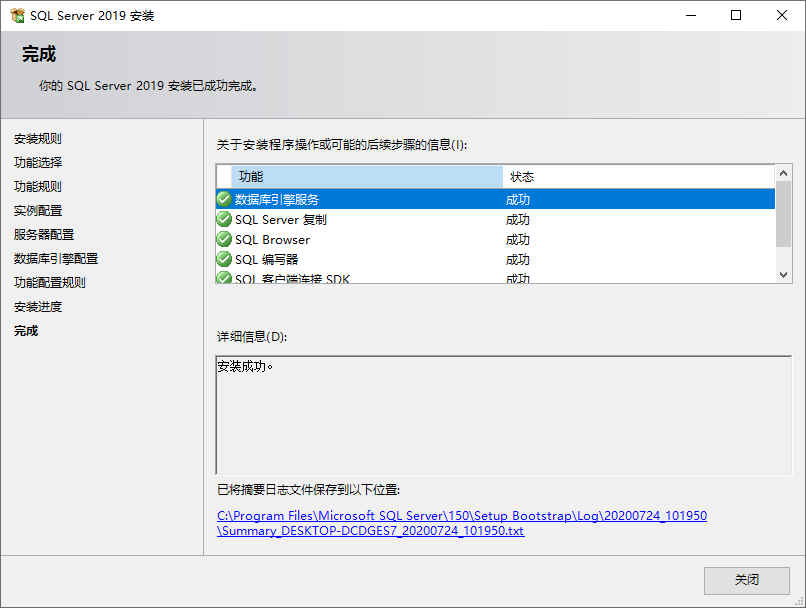 SQL Server 2019 安装
完成
你的 SQL Server 2019 安装已成功完成。
安装规则
功能选择
功能规则
实例配置
服务器配置
数据库引擎配置
功能配置规则
安装进度
完成
关于安装程序操作或可能的后续步骤的信息(I):
功能 状态
数据库引擎服务 成功
SQL Server 复制 成功
SQL Browser 成功
SQL 编写器 成功
SQL 客户端连接 SDK 成功
详细信息(D):
安装成功。
已将摘要日志文件保存到以下位置:
C:\Program Files\Microsoft SQL Server\150\Setup Bootstrap\Log\20200724_101950
\Summary_DESKTOP-DCDGES7_20200724_101950.txt
关闭